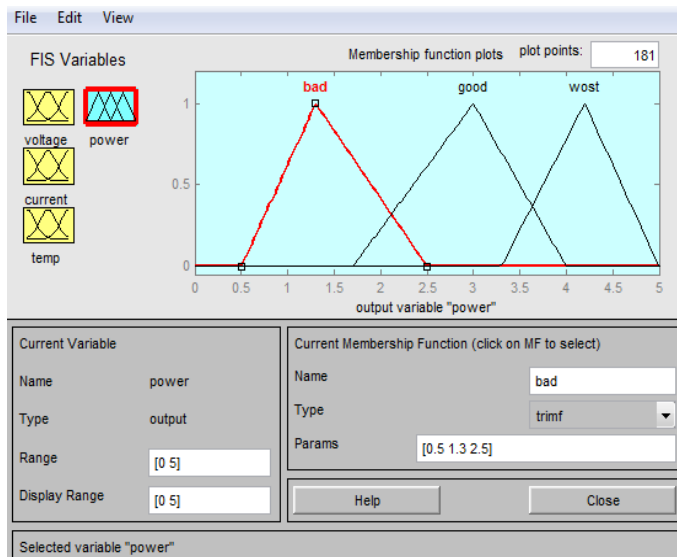 File Edit View
FIS Variables
Membership function plots plot points: 181
voltage power
current
temp
bad good wost
1
0.5
0
0 0.5 1 1.5 2 2.5 3 3.5 4 4.5 5
output variable "power"
Current Variable
Name power
Type output
Range [0 5]
Display Range [0 5]
Current Membership Function (click on MF to select)
Name bad
Type trimf
Params [0.5 1.3 2.5]
Help Close
Selected variable "power"